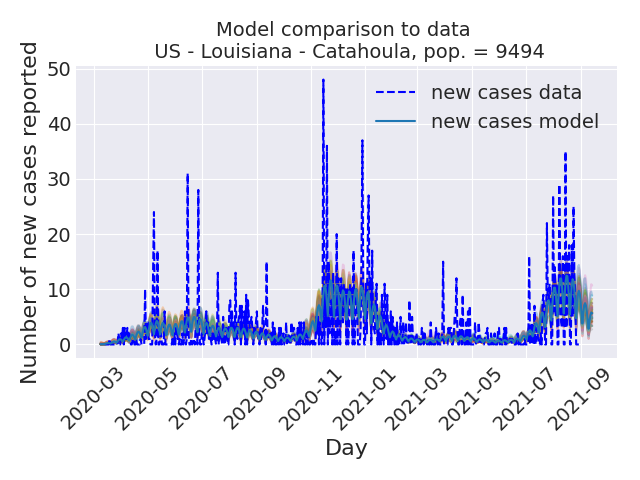 Model comparison to data
US - Louisiana - Catahoula, pop. = 9494
Number of new cases reported
50
40
30
20
10
0
new cases data
new cases model
2020-03
2020-05
2020-07
2020-09
2020-11
2021-01
2021-03
2021-05
2021-07
2021-09
Day